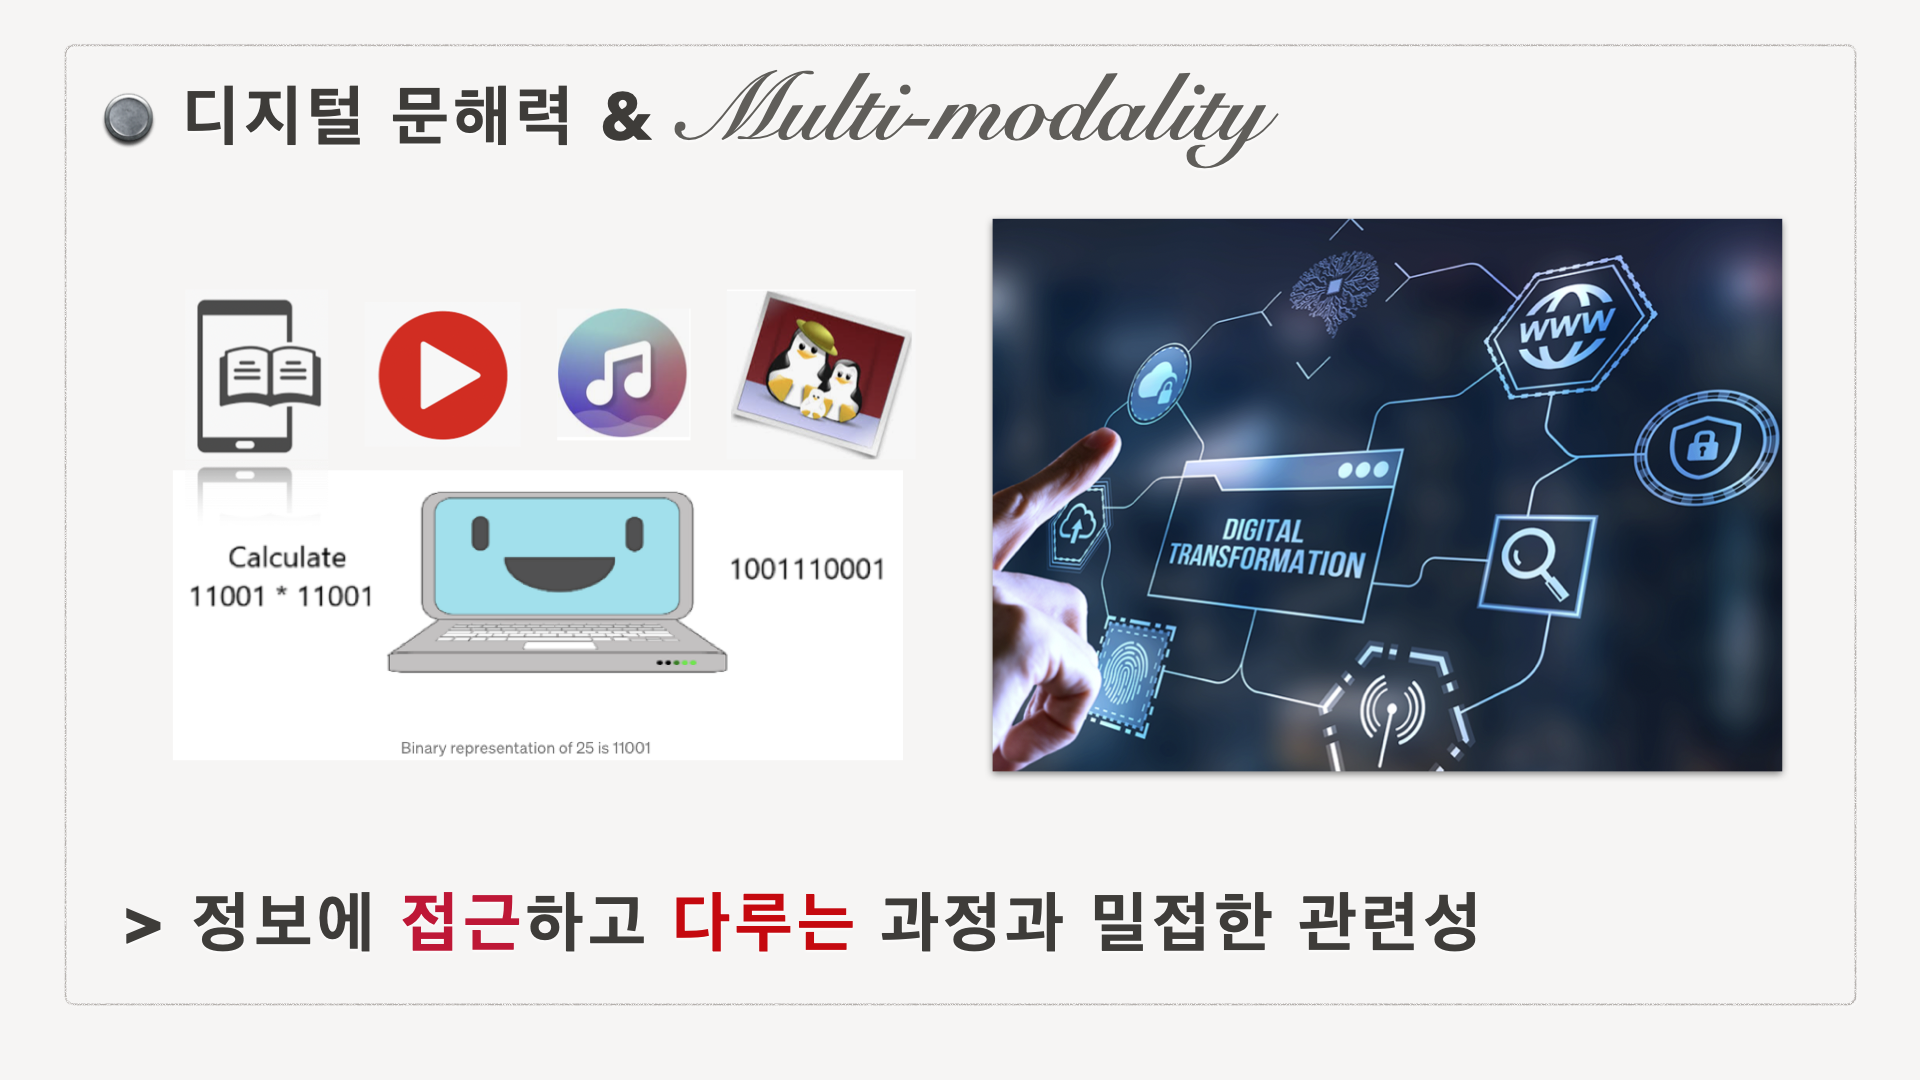 디지털 문해력 & Multi-modality
Calculate
11001 * 11001
1001110001
Binary representation of 25 is 11001
WWW
DIGITAL
TRANSFORMATION
> 정보에 접근하고 다루는 과정과 밀접한 관련성